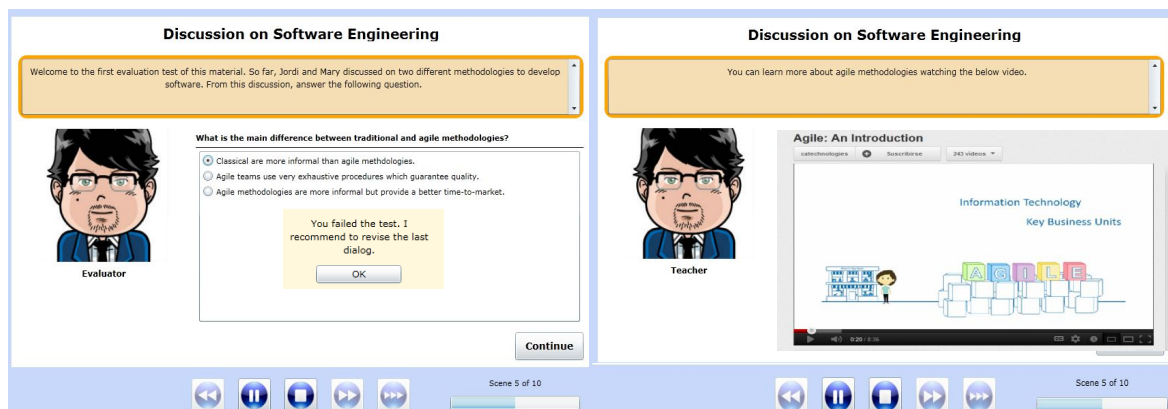 Discussion on Software Engineering
Welcome to the first evaluation test of this material. So far, Jordi and Mary discussed on two different methodologies to develop
software. From this discussion, answer the following question.
What is the main difference between traditional and agile methodologies?
Classical are more informal than agile methdologies.
Agile teams use very exhaustive procedures which guarantee quality.
Agile methodologies are more informal but provide a better time-to-market.
You failed the test. I
recommend to revise the last
dialog.
OK
Evaluator
Continue
Scene 5 of 10
Discussion on Software Engineering
You can learn more about agile methodologies watching the below video.
Agile: An Introduction
catechnologies
Suscribirse
243 videos
Information Technology
Key Business Units
AGILE
Teacher
0:20 / 8:36
Scene 5 of 10